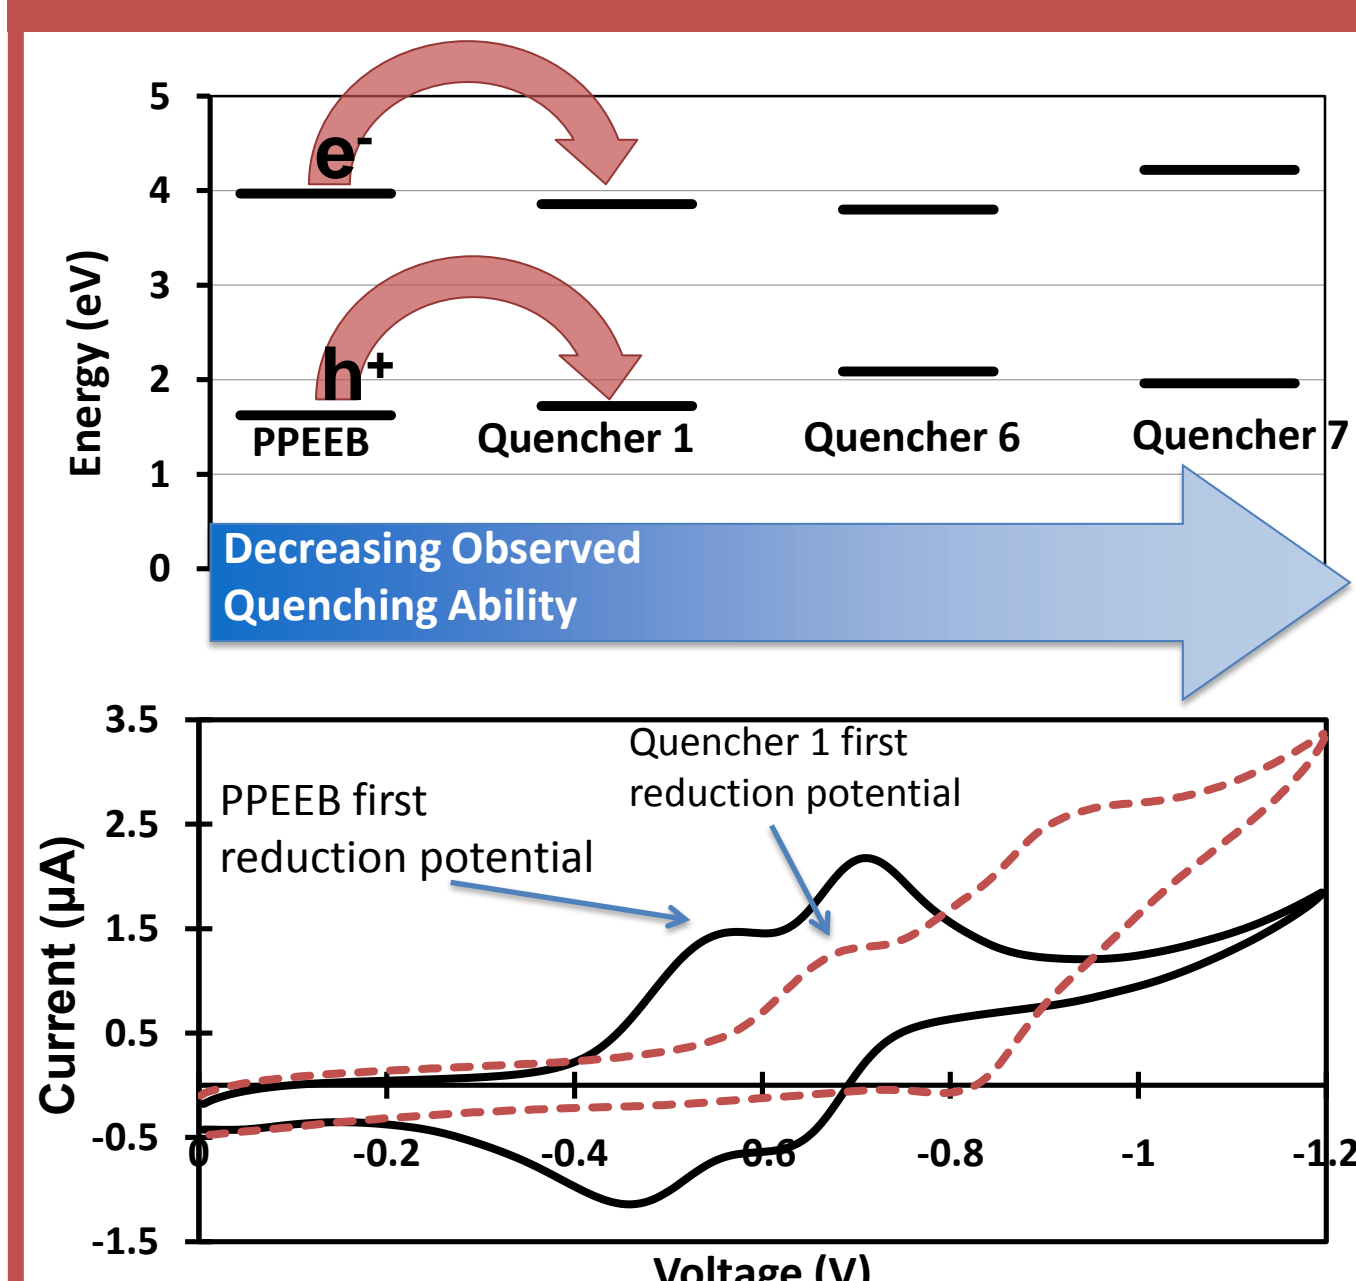 5
4
3
2
1
0
Energy (eV)
e-
h+
PPEEB
Quencher 1
Quencher 6
Quencher 7
Decreasing Observed
Quenching Ability
3.5
2.5
1.5
0.5
-0.5
-1.5
Current (µA)
PPEEB first
reduction potential
Quencher 1 first
reduction potential
0
-0.2
-0.4
-0.6
-0.8
-1
-1.2
Voltage (V)